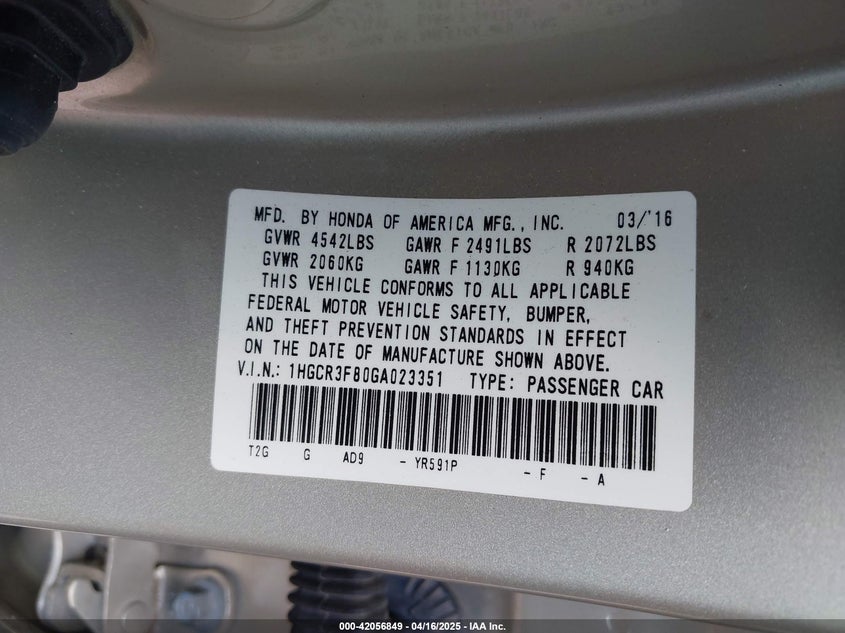 MFD. BY HONDA OF AMERICA MFG., INC. 03/'16
GVWR 4542LBS GAWR F 2491LBS R 2072LBS
GVWR 2060KG GAWR F 1130KG R 940KG
THIS VEHICLE CONFORMS TO ALL APPLICABLE
FEDERAL MOTOR VEHICLE SAFETY, BUMPER,
AND THEFT PREVENTION STANDARDS IN EFFECT
ON THE DATE OF MANUFACTURE SHOWN ABOVE.
V.I.N.: 1HGCR3F80GA023351 TYPE: PASSENGER CAR
T2G G AD9 - YR591P - F - A
000-42056849 - 04/16/2025 - IAA Inc.